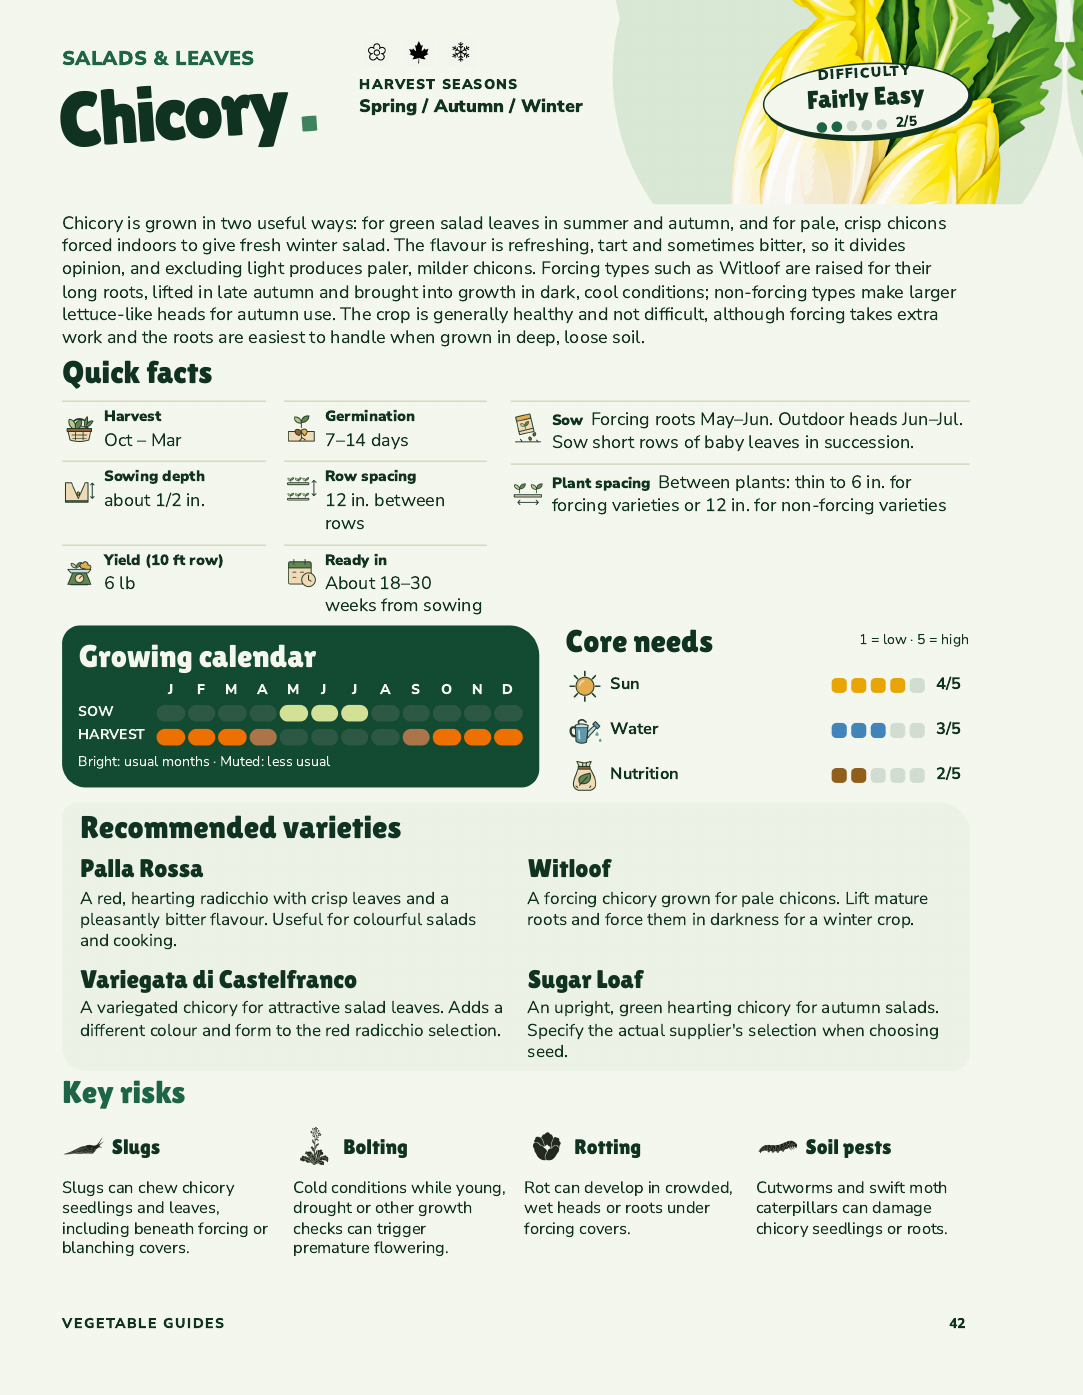 SALADS & LEAVES
Chicory.
HARVEST SEASONS
Spring / Autumn / Winter
DIFFICULTY
Fairly Easy
2/5
Chicory is grown in two useful ways: for green salad leaves in summer and autumn, and for pale, crisp chicons
forced indoors to give fresh winter salad. The flavour is refreshing, tart and sometimes bitter, so it divides
opinion, and excluding light produces paler, milder chicons. Forcing types such as Witloof are raised for their
long roots, lifted in late autumn and brought into growth in dark, cool conditions; non-forcing types make larger
lettuce-like heads for autumn use. The crop is generally healthy and not difficult, although forcing takes extra
work and the roots are easiest to handle when grown in deep, loose soil.
Quick facts
Harvest
Oct – Mar
Germination
7–14 days
Sow Forcing roots May–Jun. Outdoor heads Jun–Jul.
Sow short rows of baby leaves in succession.
Sowing depth
about 1/2 in.
Row spacing
12 in. between
rows
Plant spacing Between plants: thin to 6 in. for
forcing varieties or 12 in. for non-forcing varieties
Yield (10 ft row)
6 lb
Ready in
About 18–30
weeks from sowing
Growing calendar
J F M A M J J A S O N D
SOW
HARVEST
Bright: usual months · Muted: less usual
Core needs
1 = low · 5 = high
Sun 4/5
Water 3/5
Nutrition 2/5
Recommended varieties
Palla Rossa
A red, hearting radicchio with crisp leaves and a
pleasantly bitter flavour. Useful for colourful salads
and cooking.
Witloof
A forcing chicory grown for pale chicons. Lift mature
roots and force them in darkness for a winter crop.
Variegata di Castelfranco
A variegated chicory for attractive salad leaves. Adds a
different colour and form to the red radicchio selection.
Sugar Loaf
An upright, green hearting chicory for autumn salads.
Specify the actual supplier's selection when choosing
seed.
Key risks
Slugs
Slugs can chew chicory
seedlings and leaves,
including beneath forcing or
blanching covers.
Bolting
Cold conditions while young,
drought or other growth
checks can trigger
premature flowering.
Rotting
Rot can develop in crowded,
wet heads or roots under
forcing covers.
Soil pests
Cutworms and swift moth
caterpillars can damage
chicory seedlings or roots.
VEGETABLE GUIDES
42